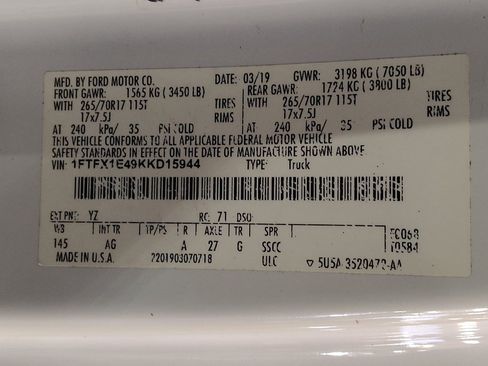 MFD. BY FORD MOTOR CO. DATE: 03/19 GVWR: 3198 KG ( 7050 LB)
FRONT GAWR: 1565 KG ( 3450 LB) REAR GAWR: 1724 KG ( 3800 LB)
WITH 265/70R17 115T TIRES WITH 265/70R17 115T TIRES
17x7.5J RIMS 17x7.5J RIMS
AT 240 kPa/ 35 PSI COLD AT 240 kPa/ 35 PSI COLD
THIS VEHICLE CONFORMS TO ALL APPLICABLE FEDERAL MOTOR VEHICLE
SAFETY STANDARDS IN EFFECT ON THE DATE OF MANUFACTURE SHOWN ABOVE.
VIN: 1FTFX1E49KKD15944 TYPE: Truck
EXT PNT: YZ RC: 71 DSO:
WB INT TR TP/PS R AXLE TR SPR
145 AG A 27 G SSCC
MADE IN U.S.A. 2201903070718 ULC ▽ 5U5A-3520472-AA